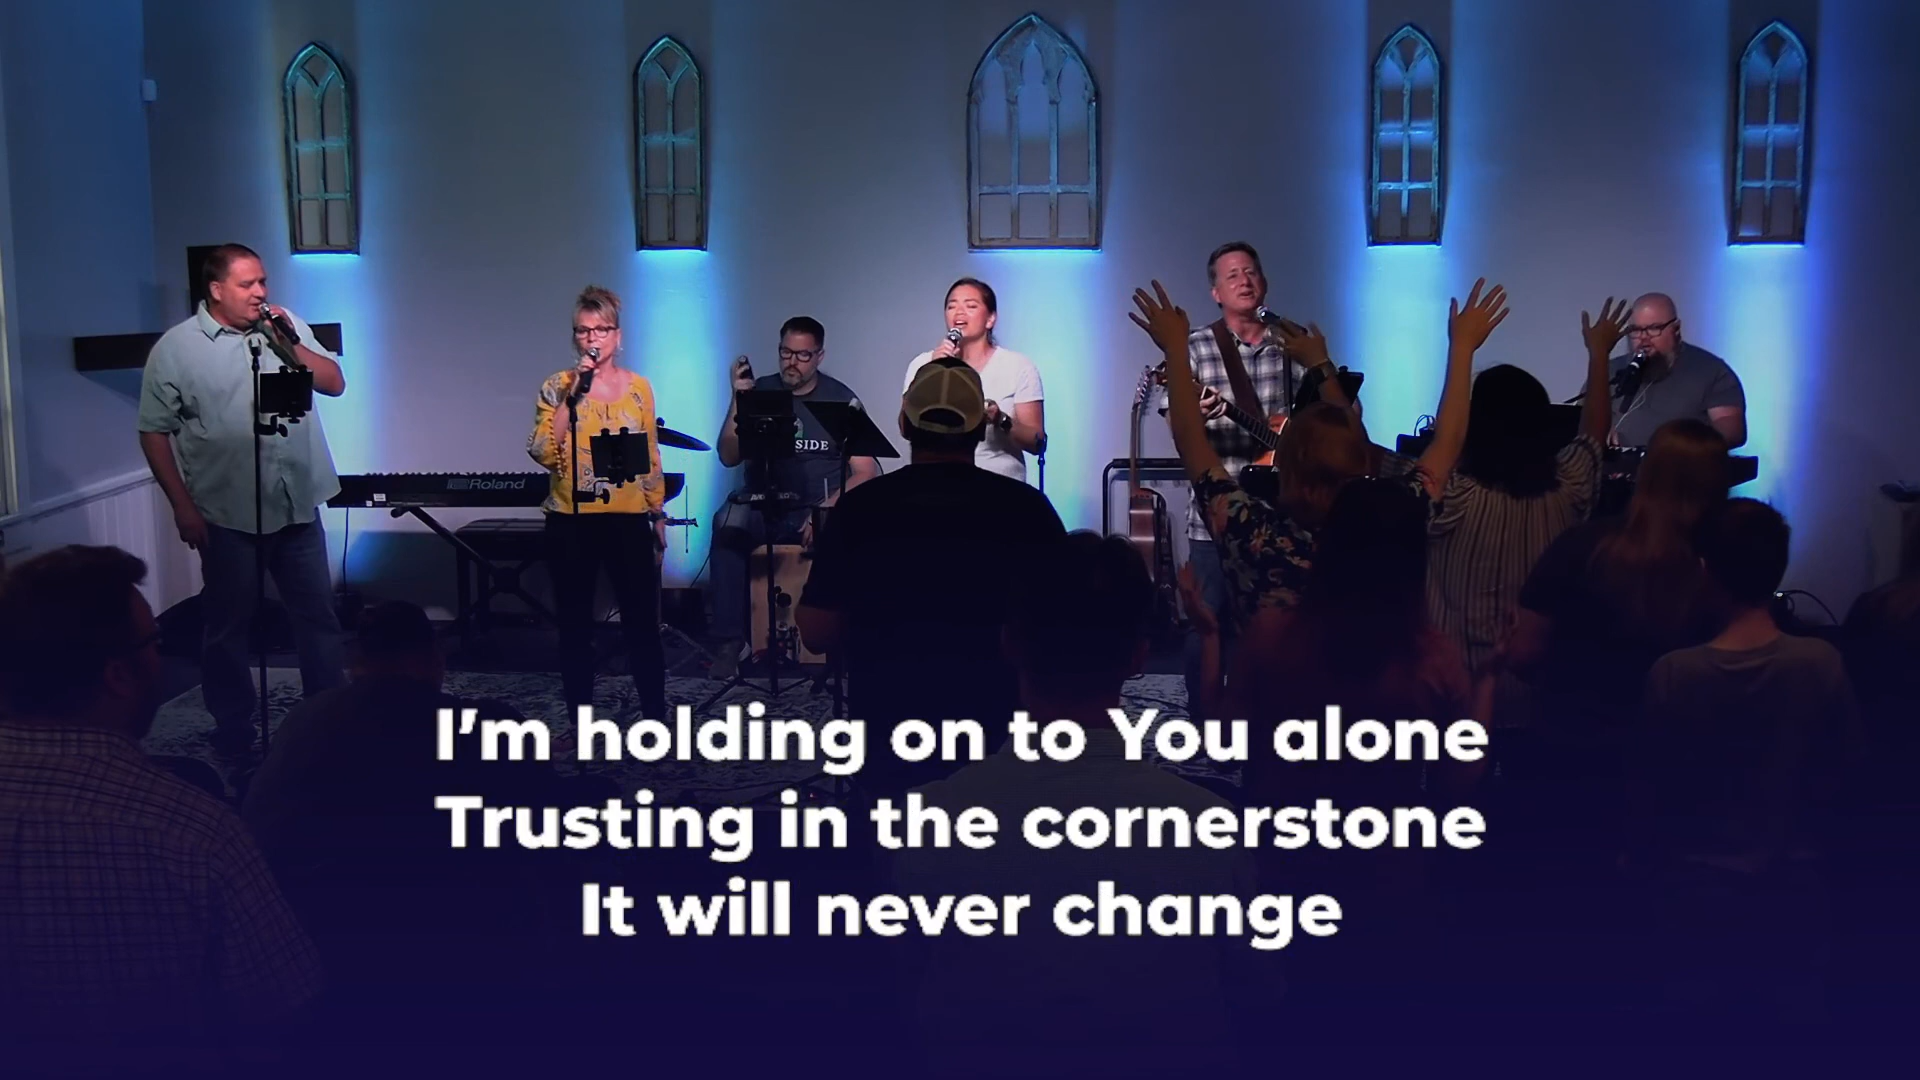 Roland
SIDE
I'm holding on to You alone
Trusting in the cornerstone
It will never change